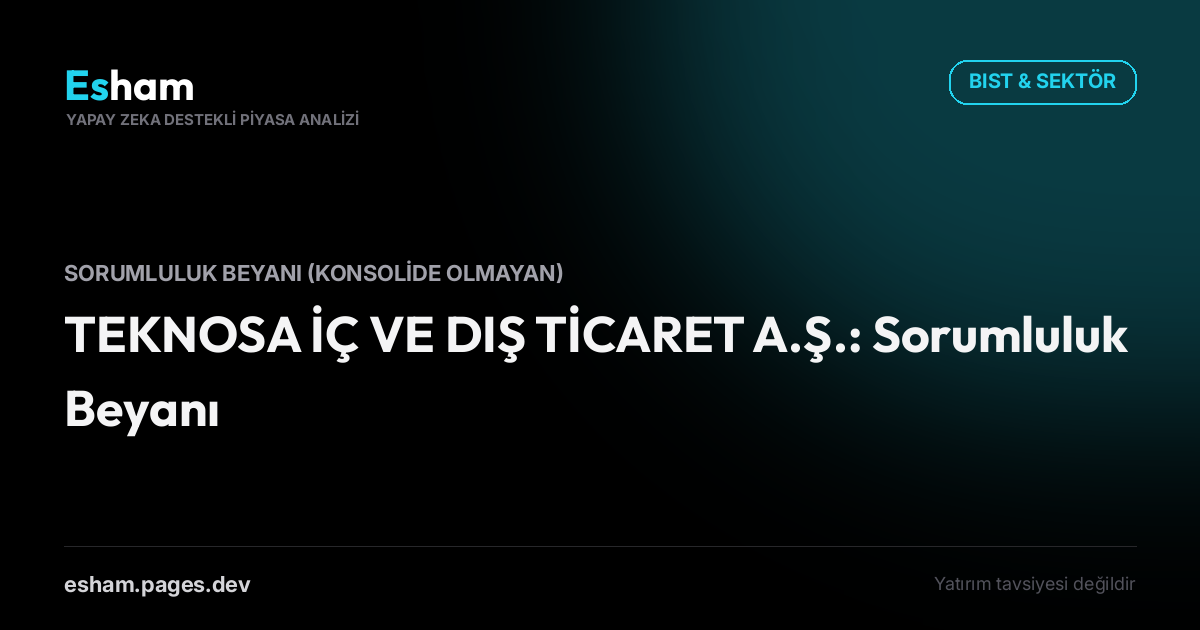 Esham
BIST & SEKTÖR
YAPAY ZEKA DESTEKLİ PİYASA ANALİZİ
SORUMLULUK BEYANI (KONSOLİDE OLMAYAN)
TEKNOSA İÇ VE DIŞ TİCARET A.Ş.: Sorumluluk
Beyanı
esham.pages.dev
Yatırım tavsiyesi değildir